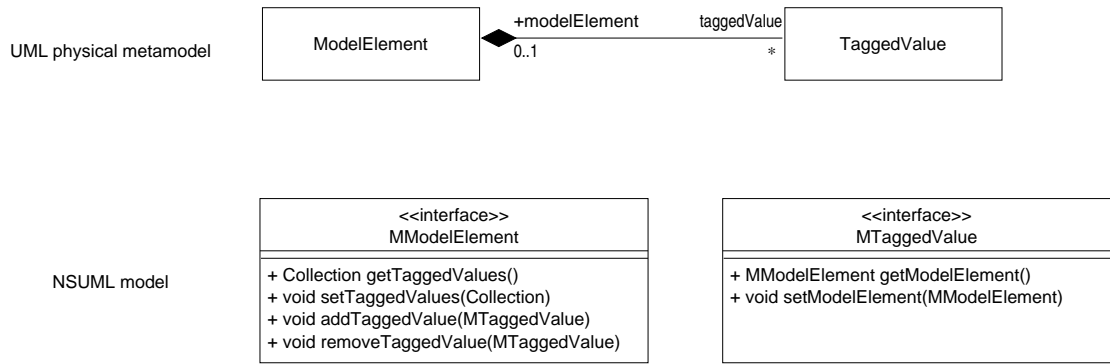 UML physical metamodel
ModelElement
+modelElement
0..1
taggedValue
*
TaggedValue
NSUML model
<<interface>>
MModelElement
+ Collection getTaggedValues()
+ void setTaggedValues(Collection)
+ void addTaggedValue(MTaggedValue)
+ void removeTaggedValue(MTaggedValue)
<<interface>>
MTaggedValue
+ MModelElement getModelElement()
+ void setModelElement(MModelElement)